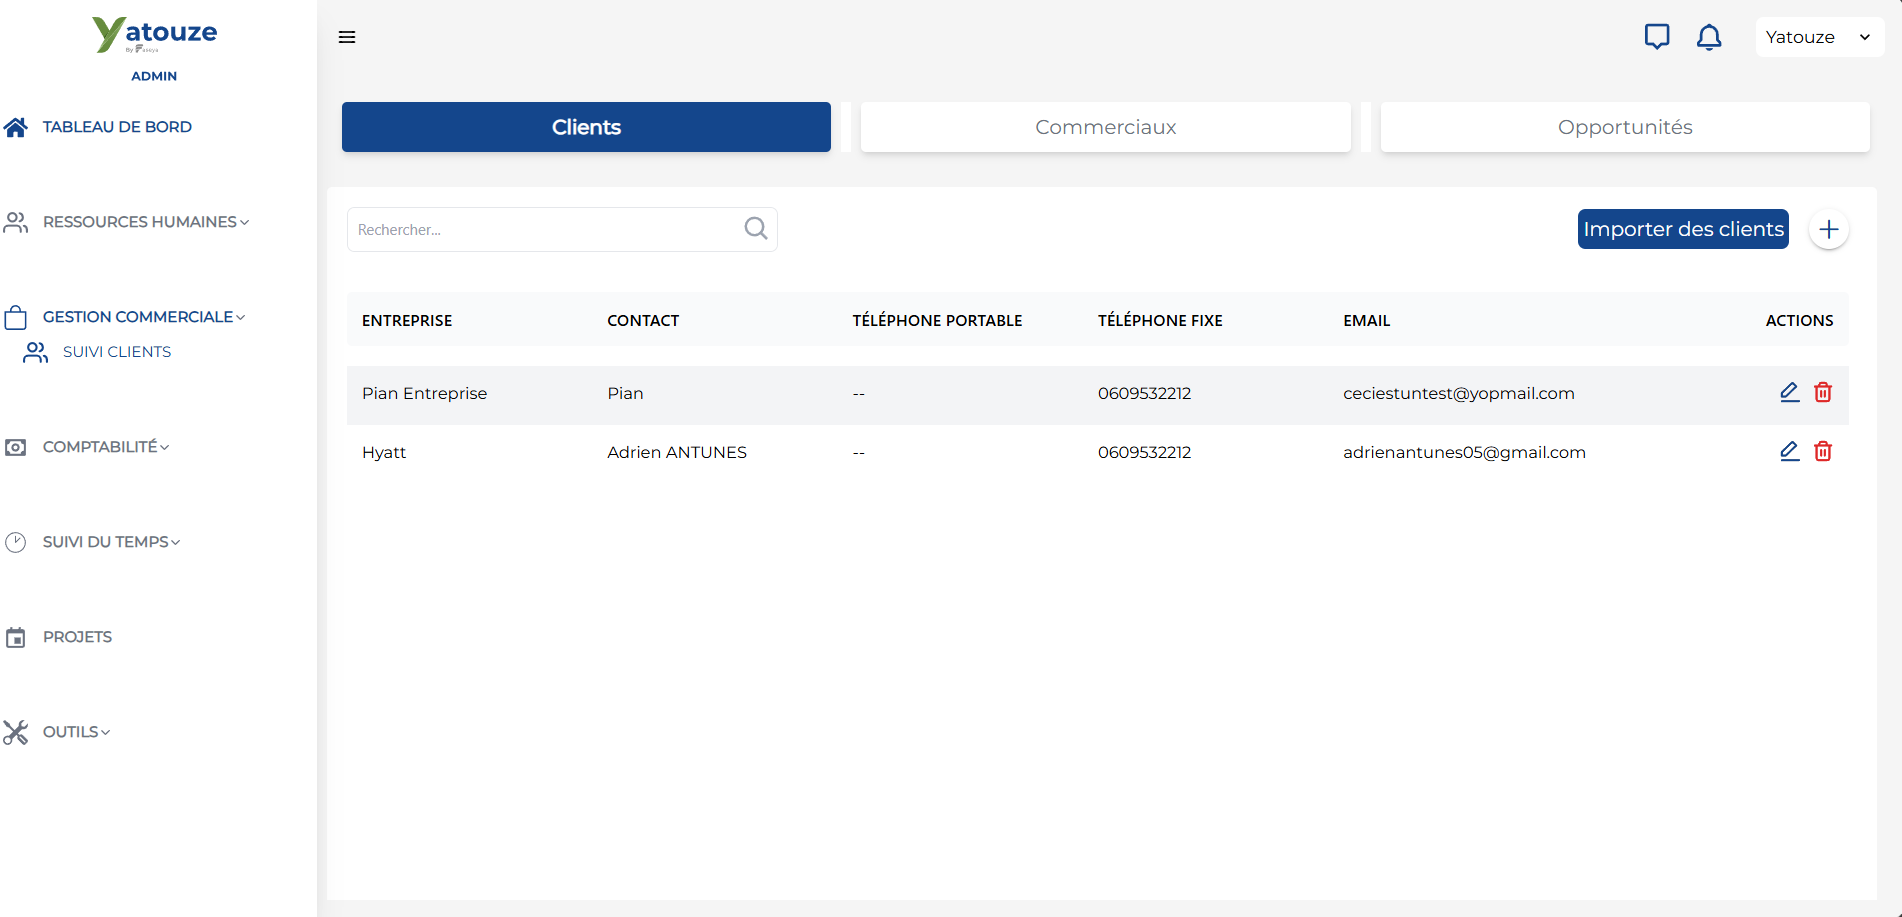 Yatouze
By Faseya
ADMIN
TABLEAU DE BORD
RESSOURCES HUMAINES
GESTION COMMERCIALE
SUIVI CLIENTS
COMPTABILITÉ
SUIVI DU TEMPS
PROJETS
OUTILS
Yatouze
Clients
Commerciaux
Opportunités
Rechercher...
Importer des clients
ENTREPRISE CONTACT TÉLÉPHONE PORTABLE TÉLÉPHONE FIXE EMAIL ACTIONS
Pian Entreprise Pian -- 0609532212 ceciestuntest@yopmail.com
Hyatt Adrien ANTUNES -- 0609532212 adrienantunes05@gmail.com